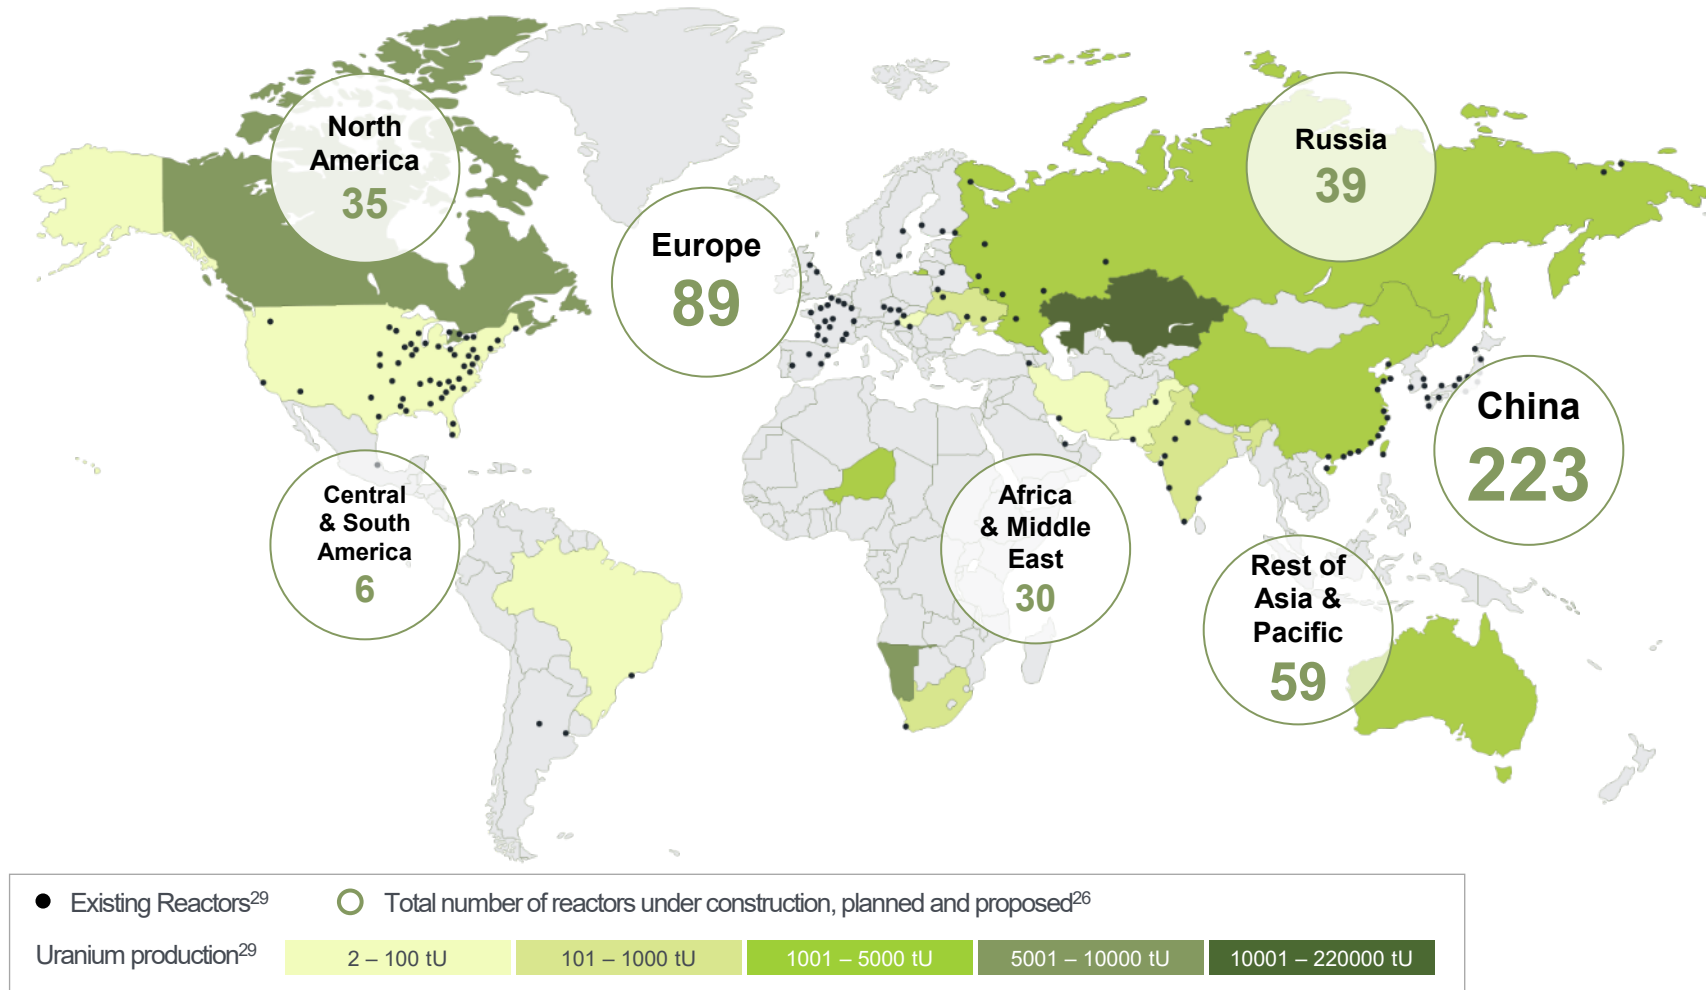 North
America
35
Russia
39
Europe
89
China
223
Central
& South
America
6
Africa
& Middle
East
30
Rest of
Asia &
Pacific
59
Existing Reactors29
Total number of reactors under construction, planned and proposed26
Uranium production29
2 – 100 tU
101 – 1000 tU
1001 – 5000 tU
5001 – 10000 tU
10001 – 220000 tU